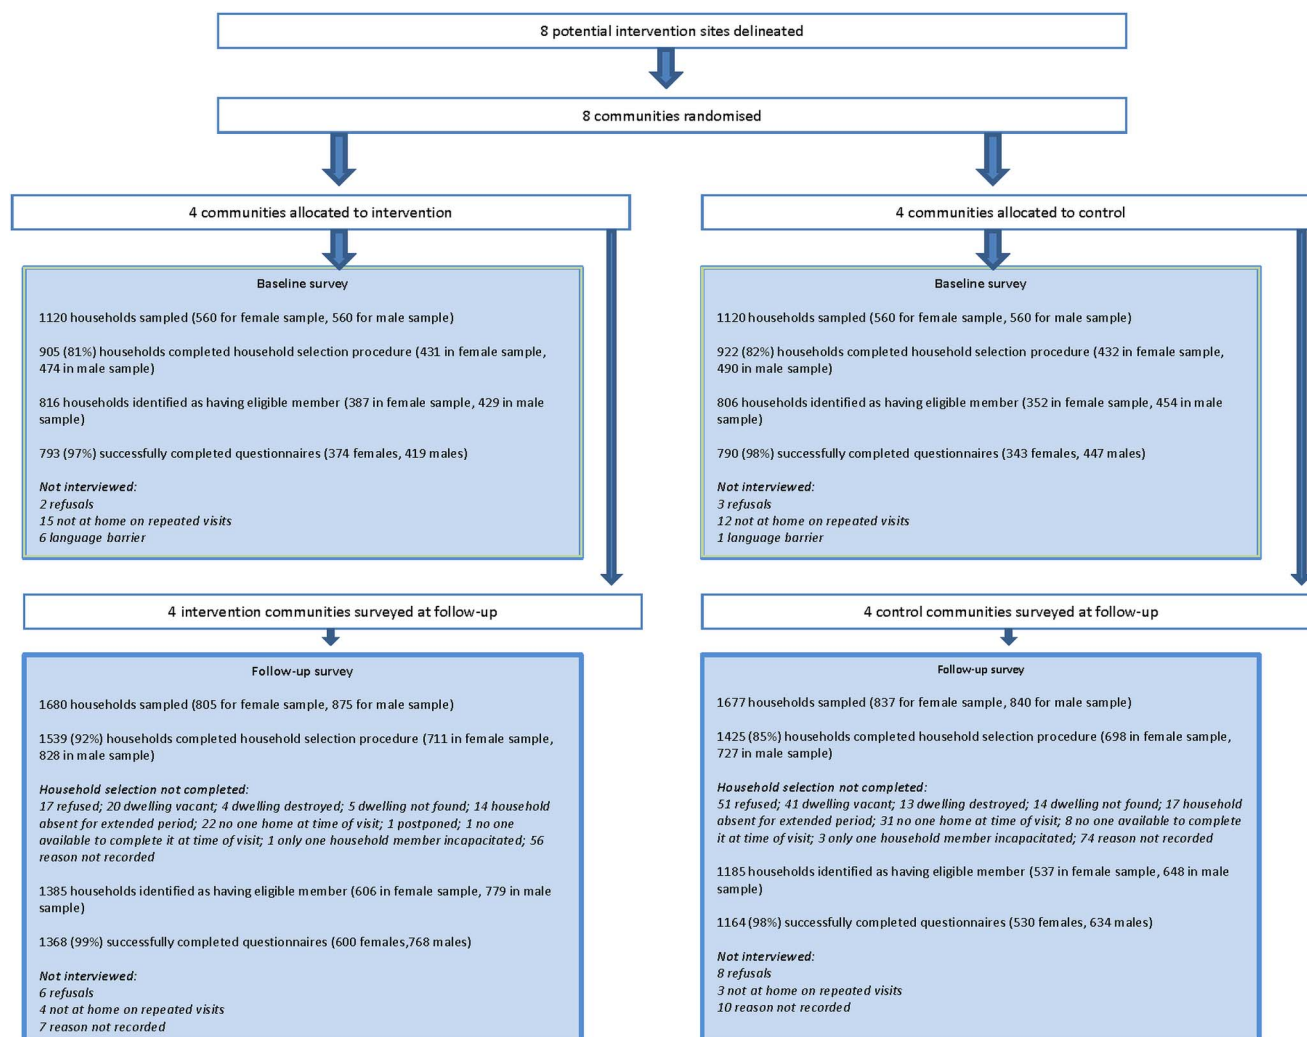 8 potential intervention sites delineated
8 communities randomised
4 communities allocated to intervention
4 communities allocated to control
Baseline survey
1120 households sampled (560 for female sample, 560 for male sample)
905 (81%) households completed household selection procedure (431 in female sample,
474 in male sample)
816 households identified as having eligible member (387 in female sample, 429 in male
sample)
793 (97%) successfully completed questionnaires (374 females, 419 males)
Not interviewed:
2 refusals
15 not at home on repeated visits
6 language barrier
Baseline survey
1120 households sampled (560 for female sample, 560 for male sample)
922 (82%) households completed household selection procedure (432 in female sample,
490 in male sample)
806 households identified as having eligible member (352 in female sample, 454 in male
sample)
790 (98%) successfully completed questionnaires (343 females, 447 males)
Not interviewed:
3 refusals
12 not at home on repeated visits
1 language barrier
4 intervention communities surveyed at follow-up
4 control communities surveyed at follow-up
Follow-up survey
1680 households sampled (805 for female sample, 875 for male sample)
1539 (92%) households completed household selection procedure (711 in female sample,
828 in male sample)
Household selection not completed:
17 refused; 20 dwelling vacant; 4 dwelling destroyed; 5 dwelling not found; 14 household
absent for extended period; 22 no one home at time of visit; 1 postponed; 1 no one
available to complete it at time of visit; 1 only one household member incapacitated; 56
reason not recorded
1385 households identified as having eligible member (606 in female sample, 779 in male
sample)
1368 (99%) successfully completed questionnaires (600 females,768 males)
Not interviewed:
6 refusals
4 not at home on repeated visits
7 reason not recorded
Follow-up survey
1677 households sampled (837 for female sample, 840 for male sample)
1425 (85%) households completed household selection procedure (698 in female sample,
727 in male sample)
Household selection not completed:
51 refused; 41 dwelling vacant; 13 dwelling destroyed; 14 dwelling not found; 17 household
absent for extended period; 31 no one home at time of visit; 8 no one available to complete
it at time of visit; 3 only one household member incapacitated; 74 reason not recorded
1185 households identified as having eligible member (537 in female sample, 648 in male
sample)
1164 (98%) successfully completed questionnaires (530 females, 634 males)
Not interviewed:
8 refusals
3 not at home on repeated visits
10 reason not recorded